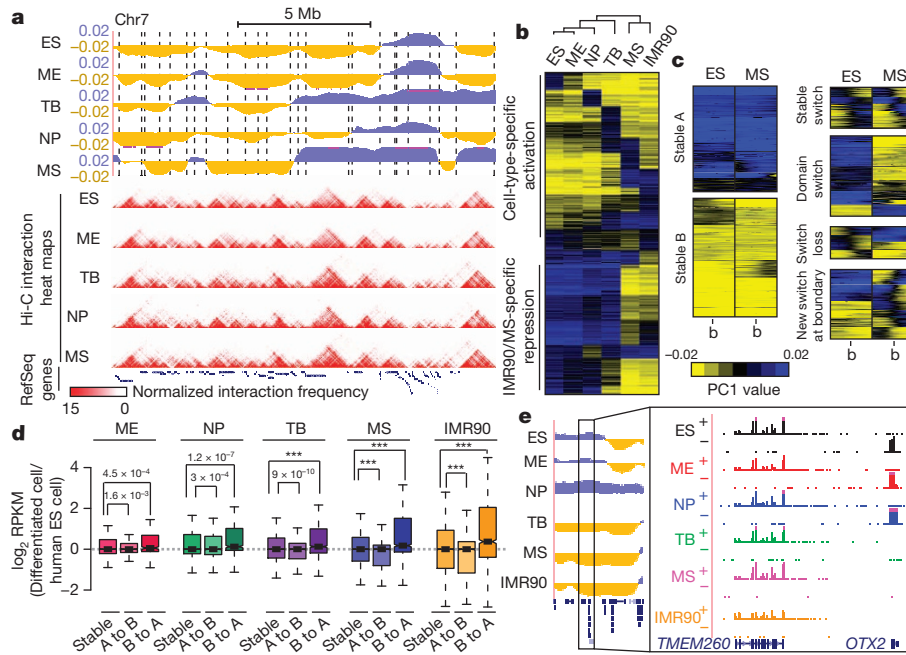 a
Chr7
5 Mb
ES
0.02
−0.02
ME
0.02
−0.02
TB
0.02
−0.02
NP
0.02
−0.02
MS
0.02
−0.02
Hi-C interaction heat maps
ES
ME
TB
NP
MS
RefSeq genes
15
0
Normalized interaction frequency
b
ES
ME
NP
TB
MS
IMR90
Cell-type-specific activation
IMR90/MS-specific repression
c
ES
MS
Stable A
Stable B
b
b
ES
MS
Stable switch
Domain switch
Switch loss
New switch at boundary
b
b
−0.02
0.02
PC1 value
d
log2 RPKM (Differentiated cell/human ES cell)
2
0
−2
ME
4.5 × 10−4
1.6 × 10−3
NP
1.2 × 10−7
3 × 10−4
TB
***
9 × 10−10
MS
***
***
IMR90
***
***
Stable
A to B
B to A
Stable
A to B
B to A
Stable
A to B
B to A
Stable
A to B
B to A
Stable
A to B
B to A
e
ES
ME
NP
TB
MS
IMR90
ES
+
−
ME
+
−
NP
+
−
TB
+
−
MS
+
−
IMR90
+
−
TMEM260
OTX2